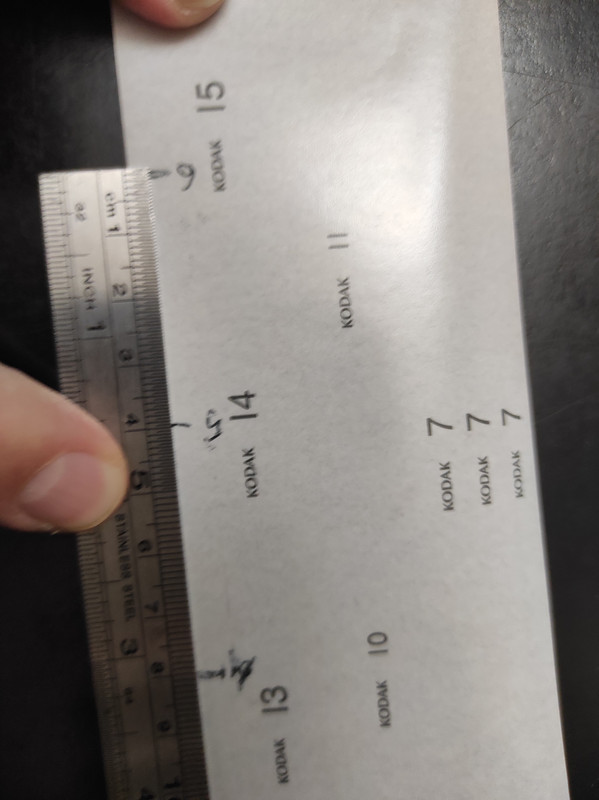 KODAK 15
KODAK 11
KODAK 14
KODAK 7
KODAK 7
KODAK 7
KODAK 13
KODAK 10
cm 1 2 3 4 5 6 7 8 9
INCH 1
STAINLESS STEEL
3